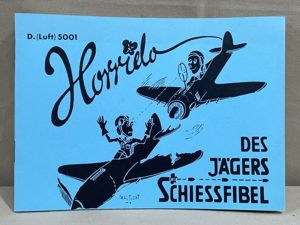 D.(Luft) 5001
Horrido
DES
JÄGERS
SCHIESSFIBEL